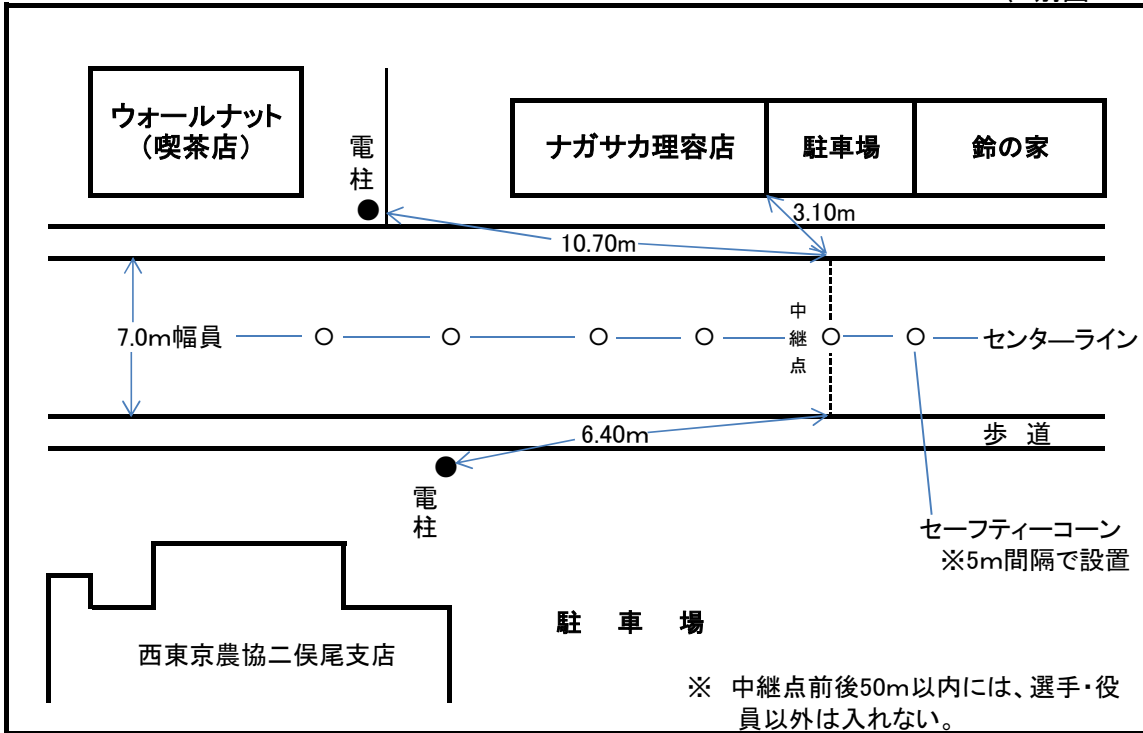 ウォールナット
(喫茶店)
電柱
ナガサカ理容店
駐車場
鈴の家
3.10m
10.70m
7.0m幅員
中継点
センタ―ライン
6.40m
歩 道
電柱
セーフティーコーン
※5m間隔で設置
駐 車 場
西東京農協二俣尾支店
※ 中継点前後50m以内には、選手・役
員以外は入れない。